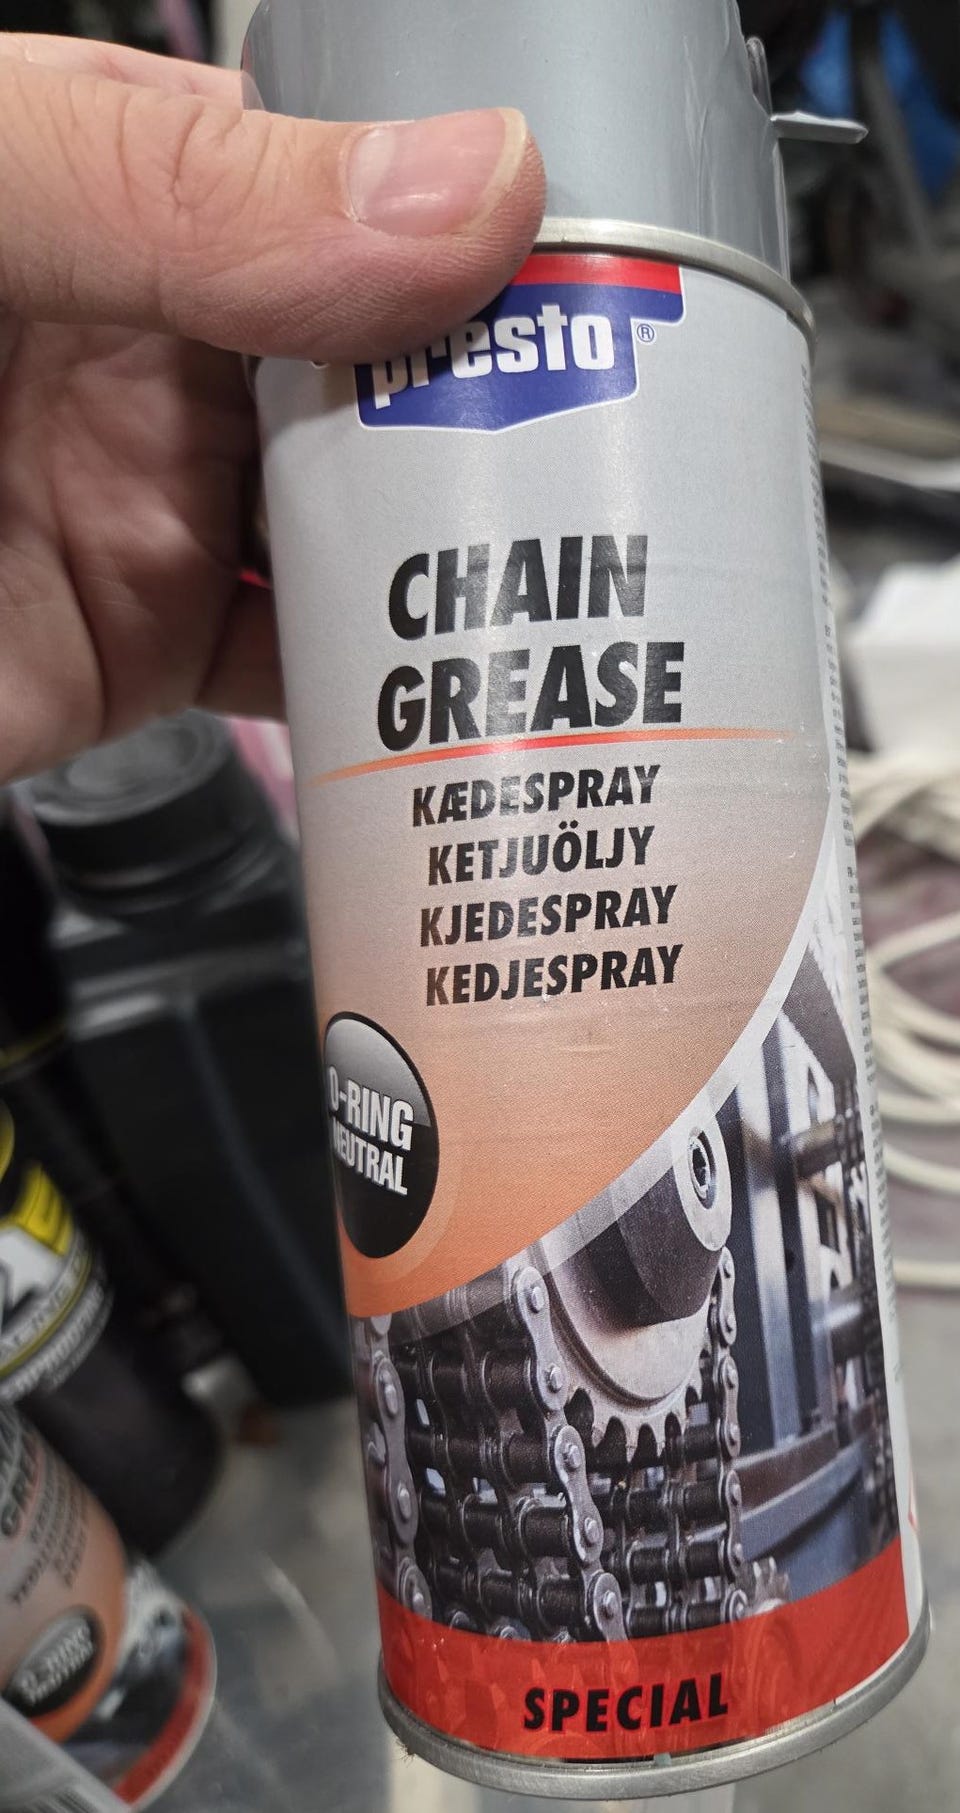 presto®
CHAIN
GREASE
KÆDESPRAY
KETJUÖLJY
KJEDESPRAY
KEDJESPRAY
O-RING
NEUTRAL
SPECIAL